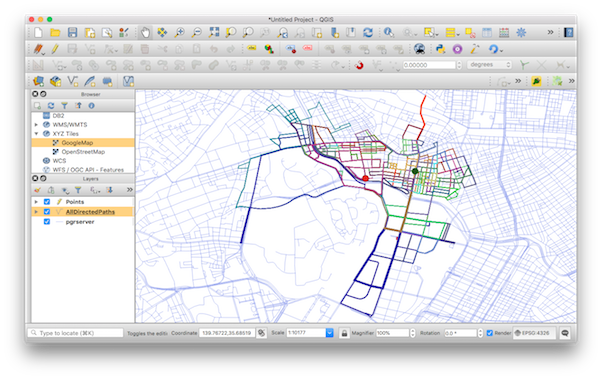 *Untitled Project - QGIS
0.00000
degrees
Browser
DB2
WMS/WMTS
XYZ Tiles
GoogleMap
OpenStreetMap
WCS
WFS / OGC API - Features
Layers
Points
AllDirectedPaths
pgrserver
Type to locate (⌘K)
Toggles the editin Coordinate 139.76722,35.68519 Scale 1:10177 Magnifier 100% Rotation 0.0 ° Render EPSG:4326